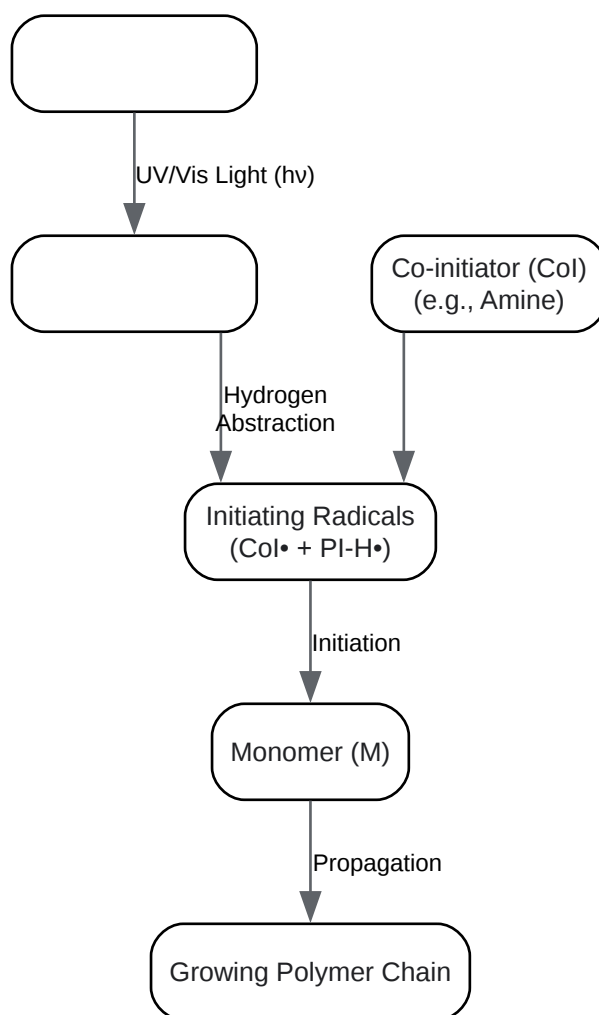 UV/Vis Light (hν)
Co-initiator (CoI)
(e.g., Amine)
Hydrogen
Abstraction
Initiating Radicals
(CoI• + PI-H•)
Initiation
Monomer (M)
Propagation
Growing Polymer Chain